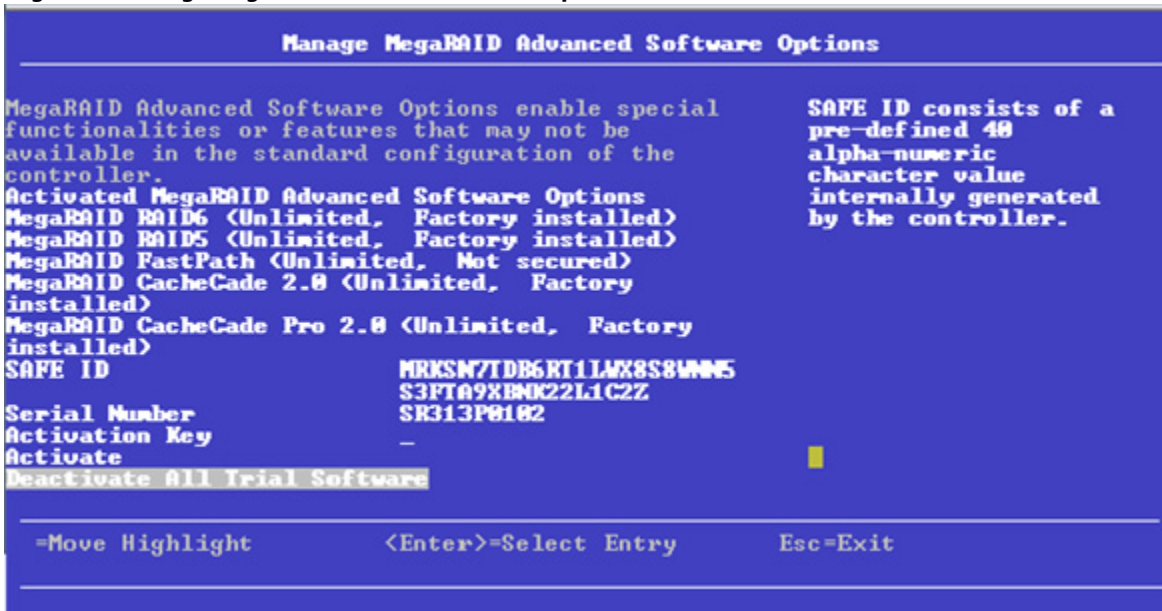 Manage MegaRAID Advanced Software Options
MegaRAID Advanced Software Options enable special
functionalities or features that may not be
available in the standard configuration of the
controller.
Activated MegaRAID Advanced Software Options
MegaRAID RAID6 (Unlimited, Factory installed)
MegaRAID RAID5 (Unlimited, Factory installed)
MegaRAID FastPath (Unlimited, Not secured)
MegaRAID CacheCade 2.0 (Unlimited, Factory
installed)
MegaRAID CacheCade Pro 2.0 (Unlimited, Factory
installed)
SAFE ID
S3FTA9XBNK22L1C2Z
Serial Number SR313P0102
Activation Key _
Activate
Deactivate All Trial Software
SAFE ID consists of a
pre-defined 40
alpha-numeric
character value
internally generated
by the controller.
=Move Highlight <Enter>=Select Entry Esc=Exit